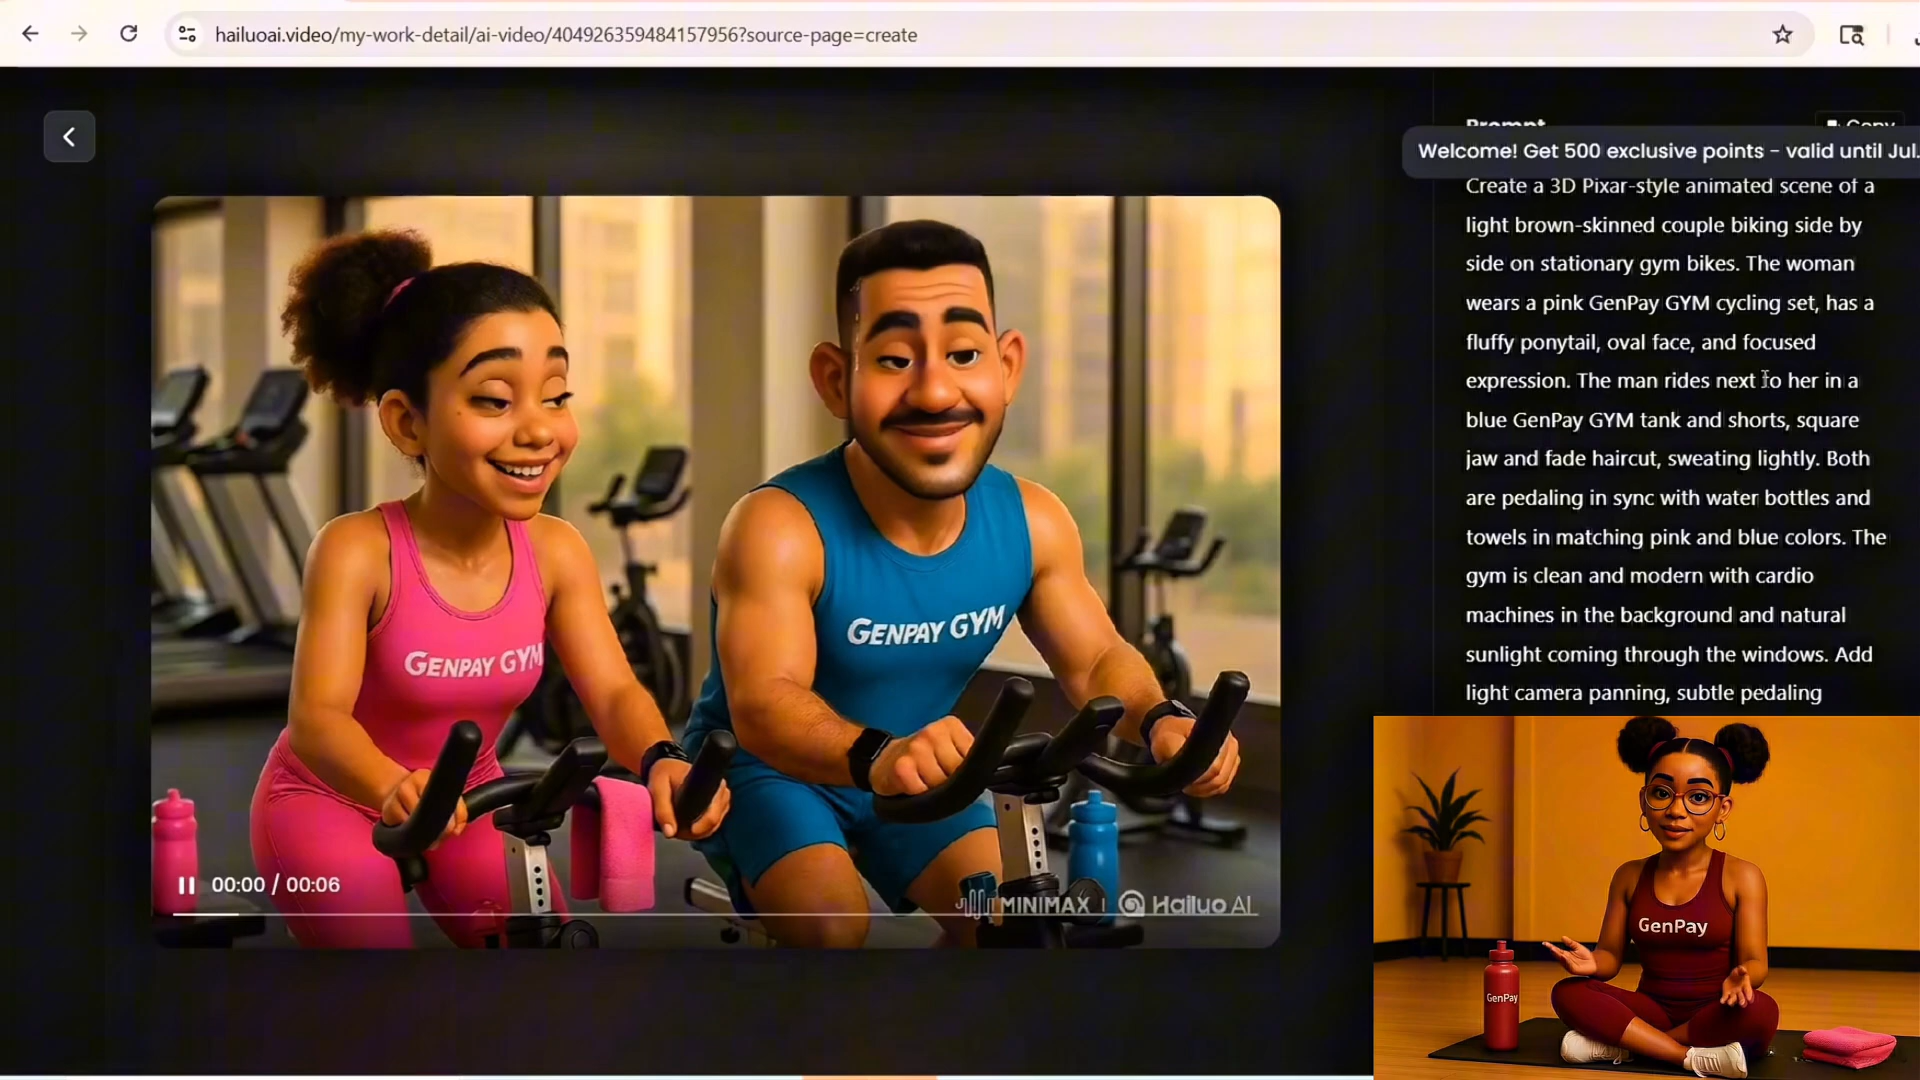 hailuoai.video/my-work-detail/ai-video/404926359484157956?source-page=create
Prompt
Copy
Welcome! Get 500 exclusive points - valid until Jul.
Create a 3D Pixar-style animated scene of a
light brown-skinned couple biking side by
side on stationary gym bikes. The woman
wears a pink GenPay GYM cycling set, has a
fluffy ponytail, oval face, and focused
expression. The man rides next to her in a
blue GenPay GYM tank and shorts, square
jaw and fade haircut, sweating lightly. Both
are pedaling in sync with water bottles and
towels in matching pink and blue colors. The
gym is clean and modern with cardio
machines in the background and natural
sunlight coming through the windows. Add
light camera panning, subtle pedaling
GENPAY GYM
GENPAY GYM
00:00 / 00:06
MINIMAX | Hailuo AI
GenPay
GenPay